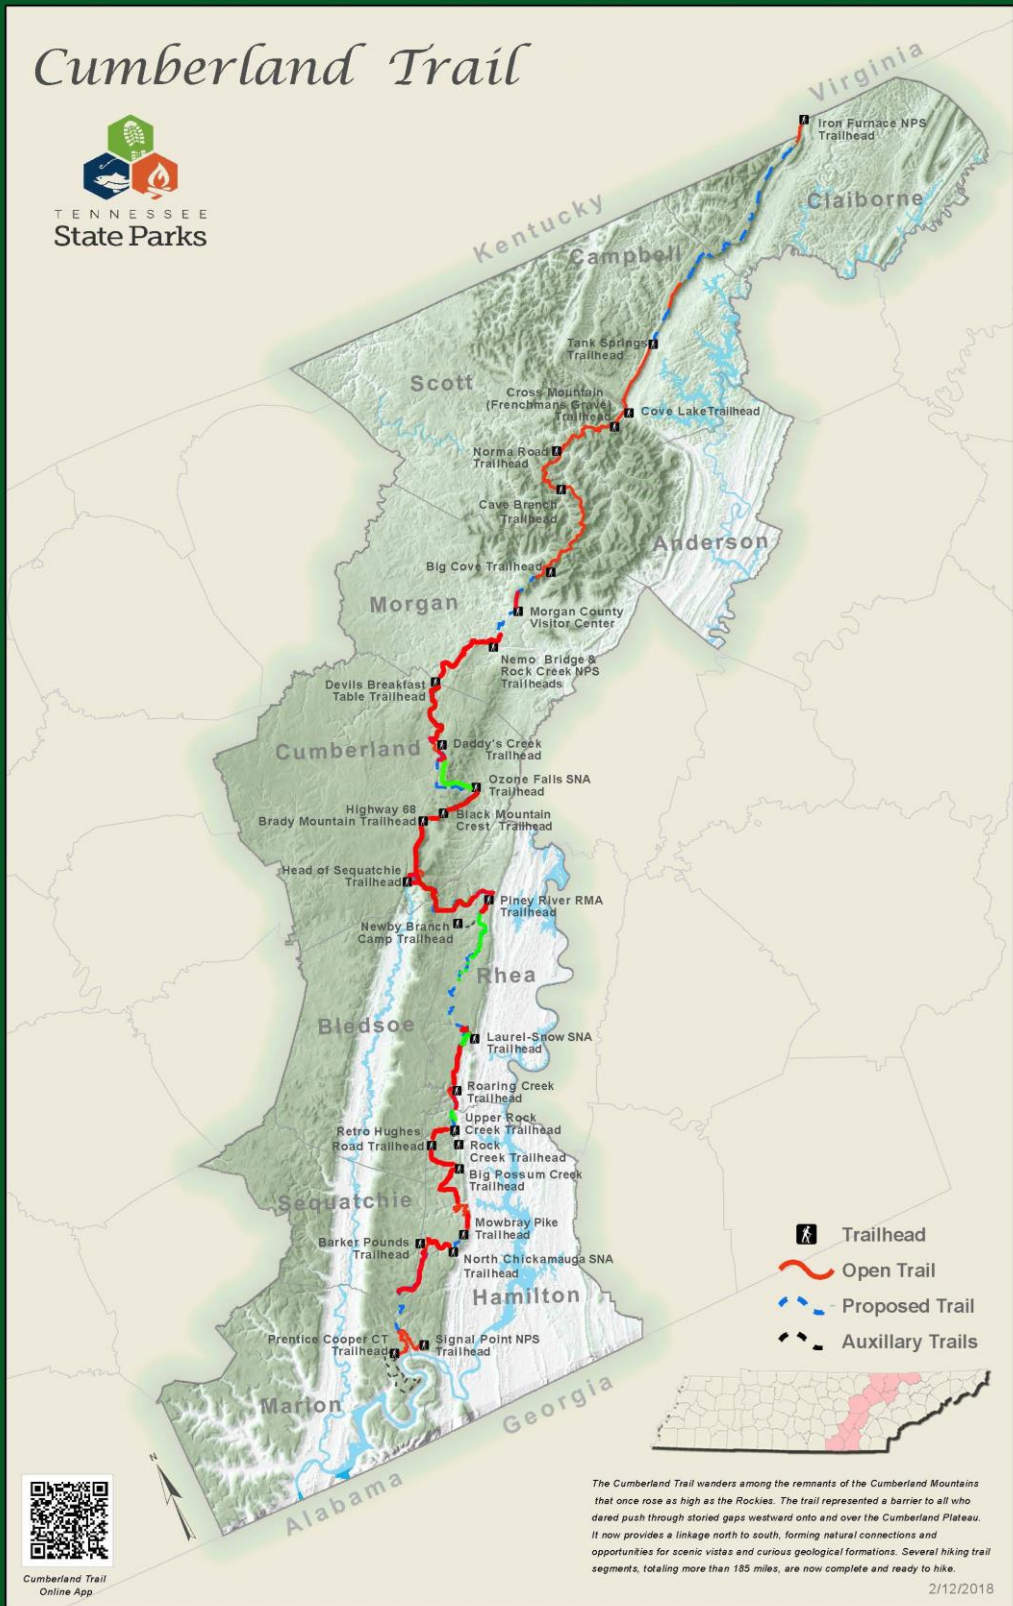 Cumberland Trail
TENNESSEE
State Parks
Virginia
Iron Furnace NPS
Trailhead
Claiborne
Kentucky
Campbell
Tank Springs
Trailhead
Scott
Cross Mountain
(Frenchmans Grave)
Trailhead
Cove LakeTrailhead
Norma Road
Trailhead
Cave Branch
Trailhead
Anderson
Big Cove Trailhead
Morgan
Morgan County
Visitor Center
Nemo Bridge &
Rock Creek NPS
Trailheads
Devils Breakfast
Table Trailhead
Cumberland
Daddy's Creek
Trailhead
Ozone Falls SNA
Trailhead
Highway 68
Brady Mountain Trailhead
Black Mountain
Crest Trailhead
Head of Sequatchie
Trailhead
Piney River RMA
Trailhead
Newby Branch
Camp Trailhead
Rhea
Bledsoe
Laurel-Snow SNA
Trailhead
Roaring Creek
Trailhead
Upper Rock
Creek Trailhead
Retro Hughes
Road Trailhead
Rock
Creek Trailhead
Big Possum Creek
Trailhead
Sequatchie
Mowbray Pike
Trailhead
Barker Pounds
Trailhead
North Chickamauga SNA
Trailhead
Hamilton
Prentice Cooper CT
Trailhead
Signal Point NPS
Trailhead
Marion
Georgia
Alabama
N
Trailhead
Open Trail
Proposed Trail
Auxillary Trails
The Cumberland Trail wanders among the remnants of the Cumberland Mountains
that once rose as high as the Rockies. The trail represented a barrier to all who
dared push through storied gaps westward onto and over the Cumberland Plateau.
It now provides a linkage north to south, forming natural connections and
opportunities for scenic vistas and curious geological formations. Several hiking trail
segments, totaling more than 185 miles, are now complete and ready to hike.
2/12/2018
Cumberland Trail
Online App